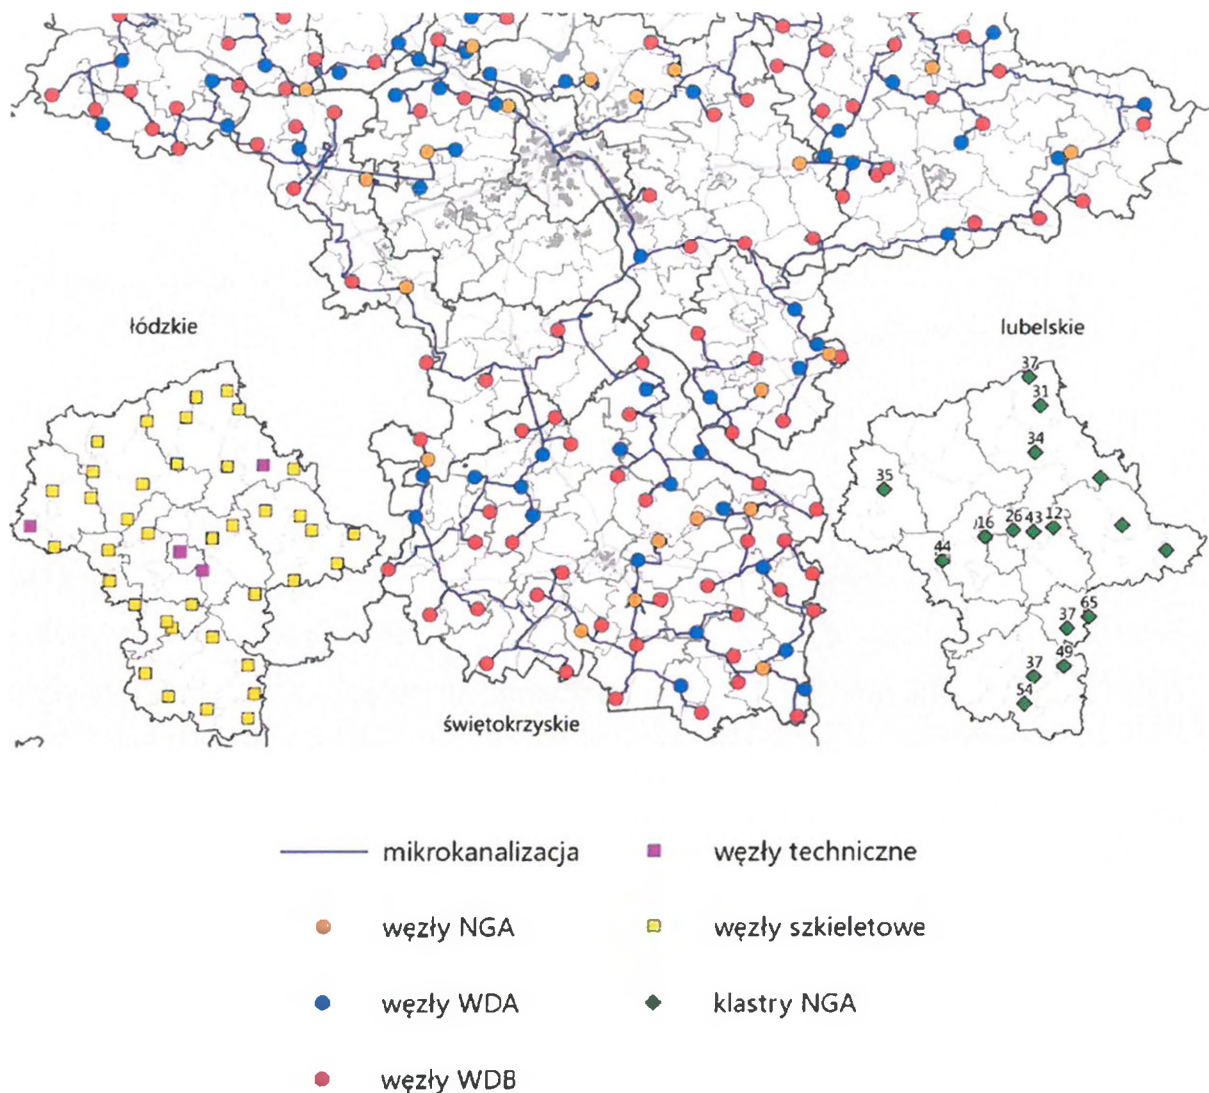 łódzkie
lubelskie
37
31
34
35
16
26
43
12
44
65
37
49
37
54
świętokrzyskie
mikrokanalizacja
węzły techniczne
węzły NGA
węzły szkieletowe
węzły WDA
klastry NGA
węzły WDB